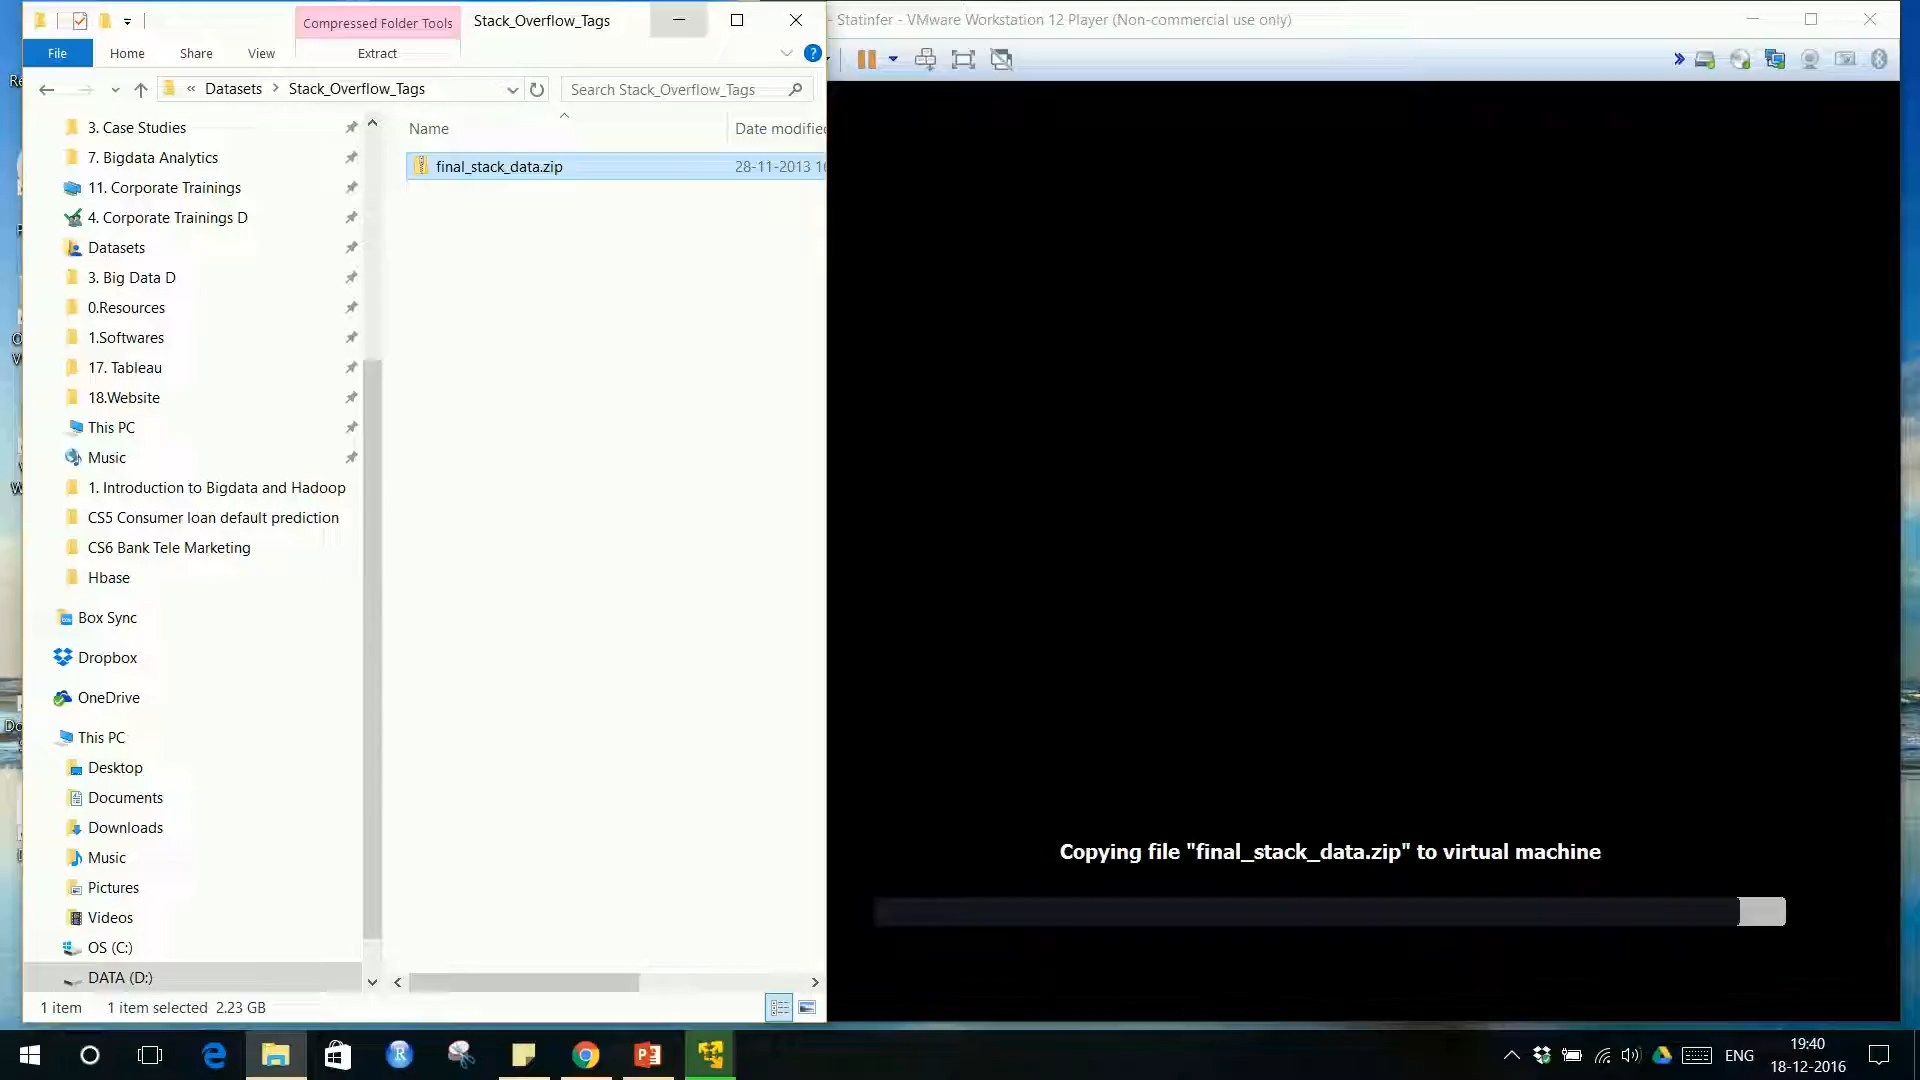 Compressed Folder Tools
Stack_Overflow_Tags
- Statinfer - VMware Workstation 12 Player (Non-commercial use only)
File
Home
Share
View
Extract
« Datasets > Stack_Overflow_Tags
Search Stack_Overflow_Tags
Name
Date modified
3. Case Studies
7. Bigdata Analytics
11. Corporate Trainings
4. Corporate Trainings D
Datasets
3. Big Data D
0.Resources
1.Softwares
17. Tableau
18.Website
This PC
Music
1. Introduction to Bigdata and Hadoop
CS5 Consumer loan default prediction
CS6 Bank Tele Marketing
Hbase
Box Sync
Dropbox
OneDrive
This PC
Desktop
Documents
Downloads
Music
Pictures
Videos
OS (C:)
DATA (D:)
final_stack_data.zip
28-11-2013
Copying file "final_stack_data.zip" to virtual machine
1 item
1 item selected 2.23 GB
ENG
19:40
18-12-2016